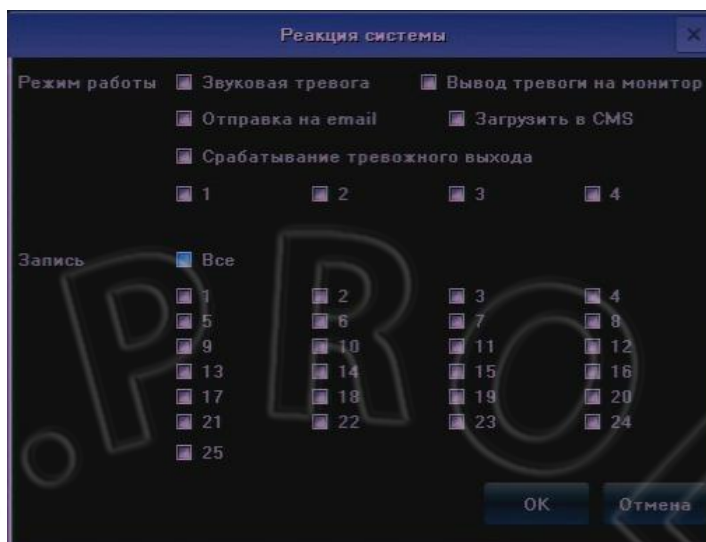 Реакция системы
Режим работы Звуковая тревога Вывод тревоги на монитор
Отправка на email Загрузить в CMS
Срабатывание тревожного выхода
1 2 3 4
Запись Все
1 2 3 4
5 6 7 8
9 10 11 12
13 14 15 16
17 18 19 20
21 22 23 24
25
OK Отмена
.PRO